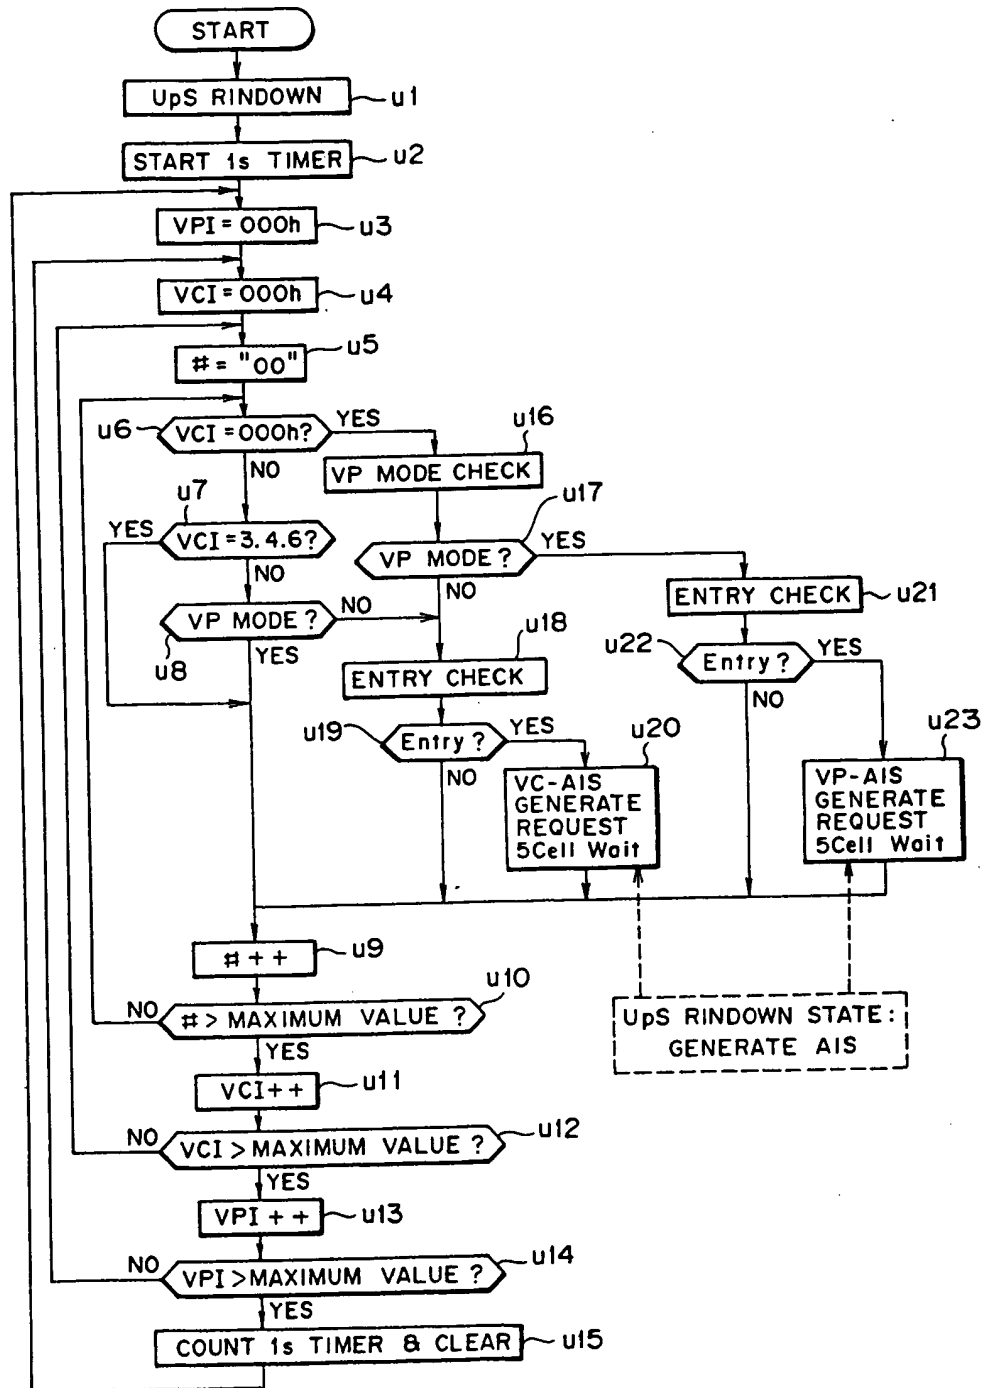 START
UpS RINDOWN
u1
START 1s TIMER
u2
VPI=000h
u3
VCI=000h
u4
#="00"
u5
u6
VCI=000h?
YES
NO
u16
VP MODE CHECK
u7
YES
VCI=3.4.6?
NO
u17
VP MODE?
YES
NO
u8
VP MODE?
NO
YES
ENTRY CHECK
u21
u18
ENTRY CHECK
u22
Entry?
YES
NO
u19
Entry?
YES
NO
u20
VC-AIS
GENERATE
REQUEST
5Cell Wait
u23
VP-AIS
GENERATE
REQUEST
5Cell Wait
u9
#++
u10
NO
#>MAXIMUM VALUE?
YES
UpS RINDOWN STATE:
GENERATE AIS
VCI++
u11
NO
VCI>MAXIMUM VALUE?
u12
YES
VPI++
u13
NO
VPI>MAXIMUM VALUE?
u14
YES
COUNT 1s TIMER & CLEAR
u15